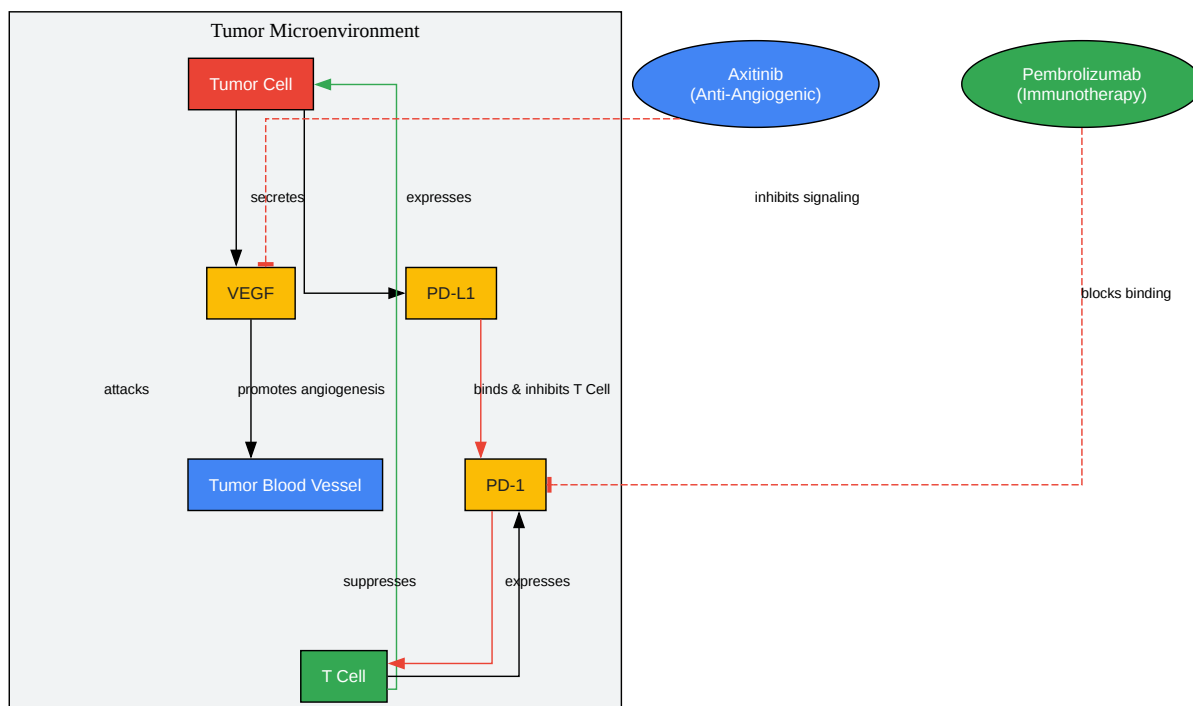 Tumor Microenvironment
Tumor Cell
Axitinib
(Anti-Angiogenic)
Pembrolizumab
(Immunotherapy)
secretes
expresses
inhibits signaling
VEGF
PD-L1
blocks binding
attacks
promotes angiogenesis
binds & inhibits T Cell
Tumor Blood Vessel
PD-1
suppresses
expresses
T Cell